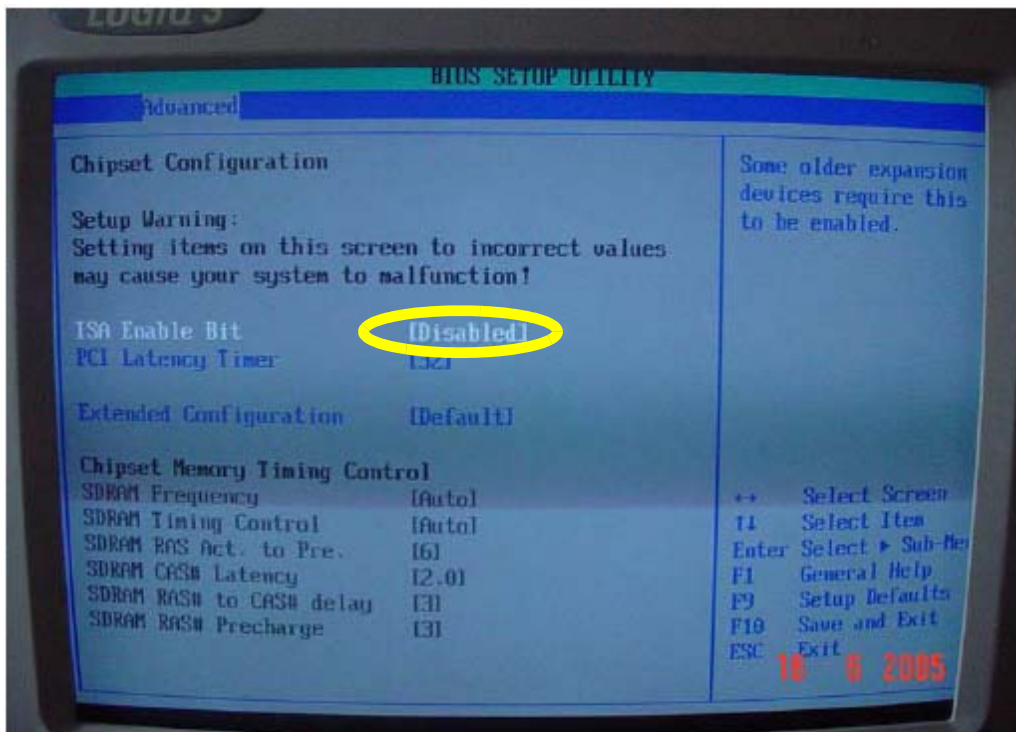 LOGIQ 3
BIOS SETUP UTILITY
Advanced
Chipset Configuration
Setup Warning:
Setting items on this screen to incorrect values
may cause your system to malfunction!
ISA Enable Bit [Disabled]
PCI Latency Timer [32]
Extended Configuration [Default]
Chipset Memory Timing Control
SDRAM Frequency [Auto]
SDRAM Timing Control [Auto]
SDRAM RAS Act. to Pre. [6]
SDRAM CAS# Latency [2.0]
SDRAM RAS# to CAS# delay [3]
SDRAM RAS# Precharge [3]
Some older expansion
devices require this
to be enabled.
↔ Select Screen
↑↓ Select Item
Enter Select ► Sub-Me
F1 General Help
F9 Setup Defaults
F10 Save and Exit
ESC Exit
6 2005